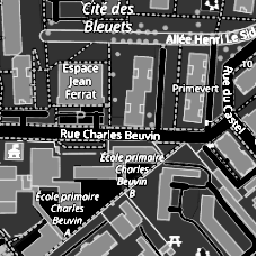 Cité des
Bleuets
Allée Henri Le Sid
Espace
Jean
Ferrat
Primevert
Rue du Castel
TO
Rue Charles Beuvin
École primaire
Charles
Beuvin
B
École primaire
Charles
Beuvin
A